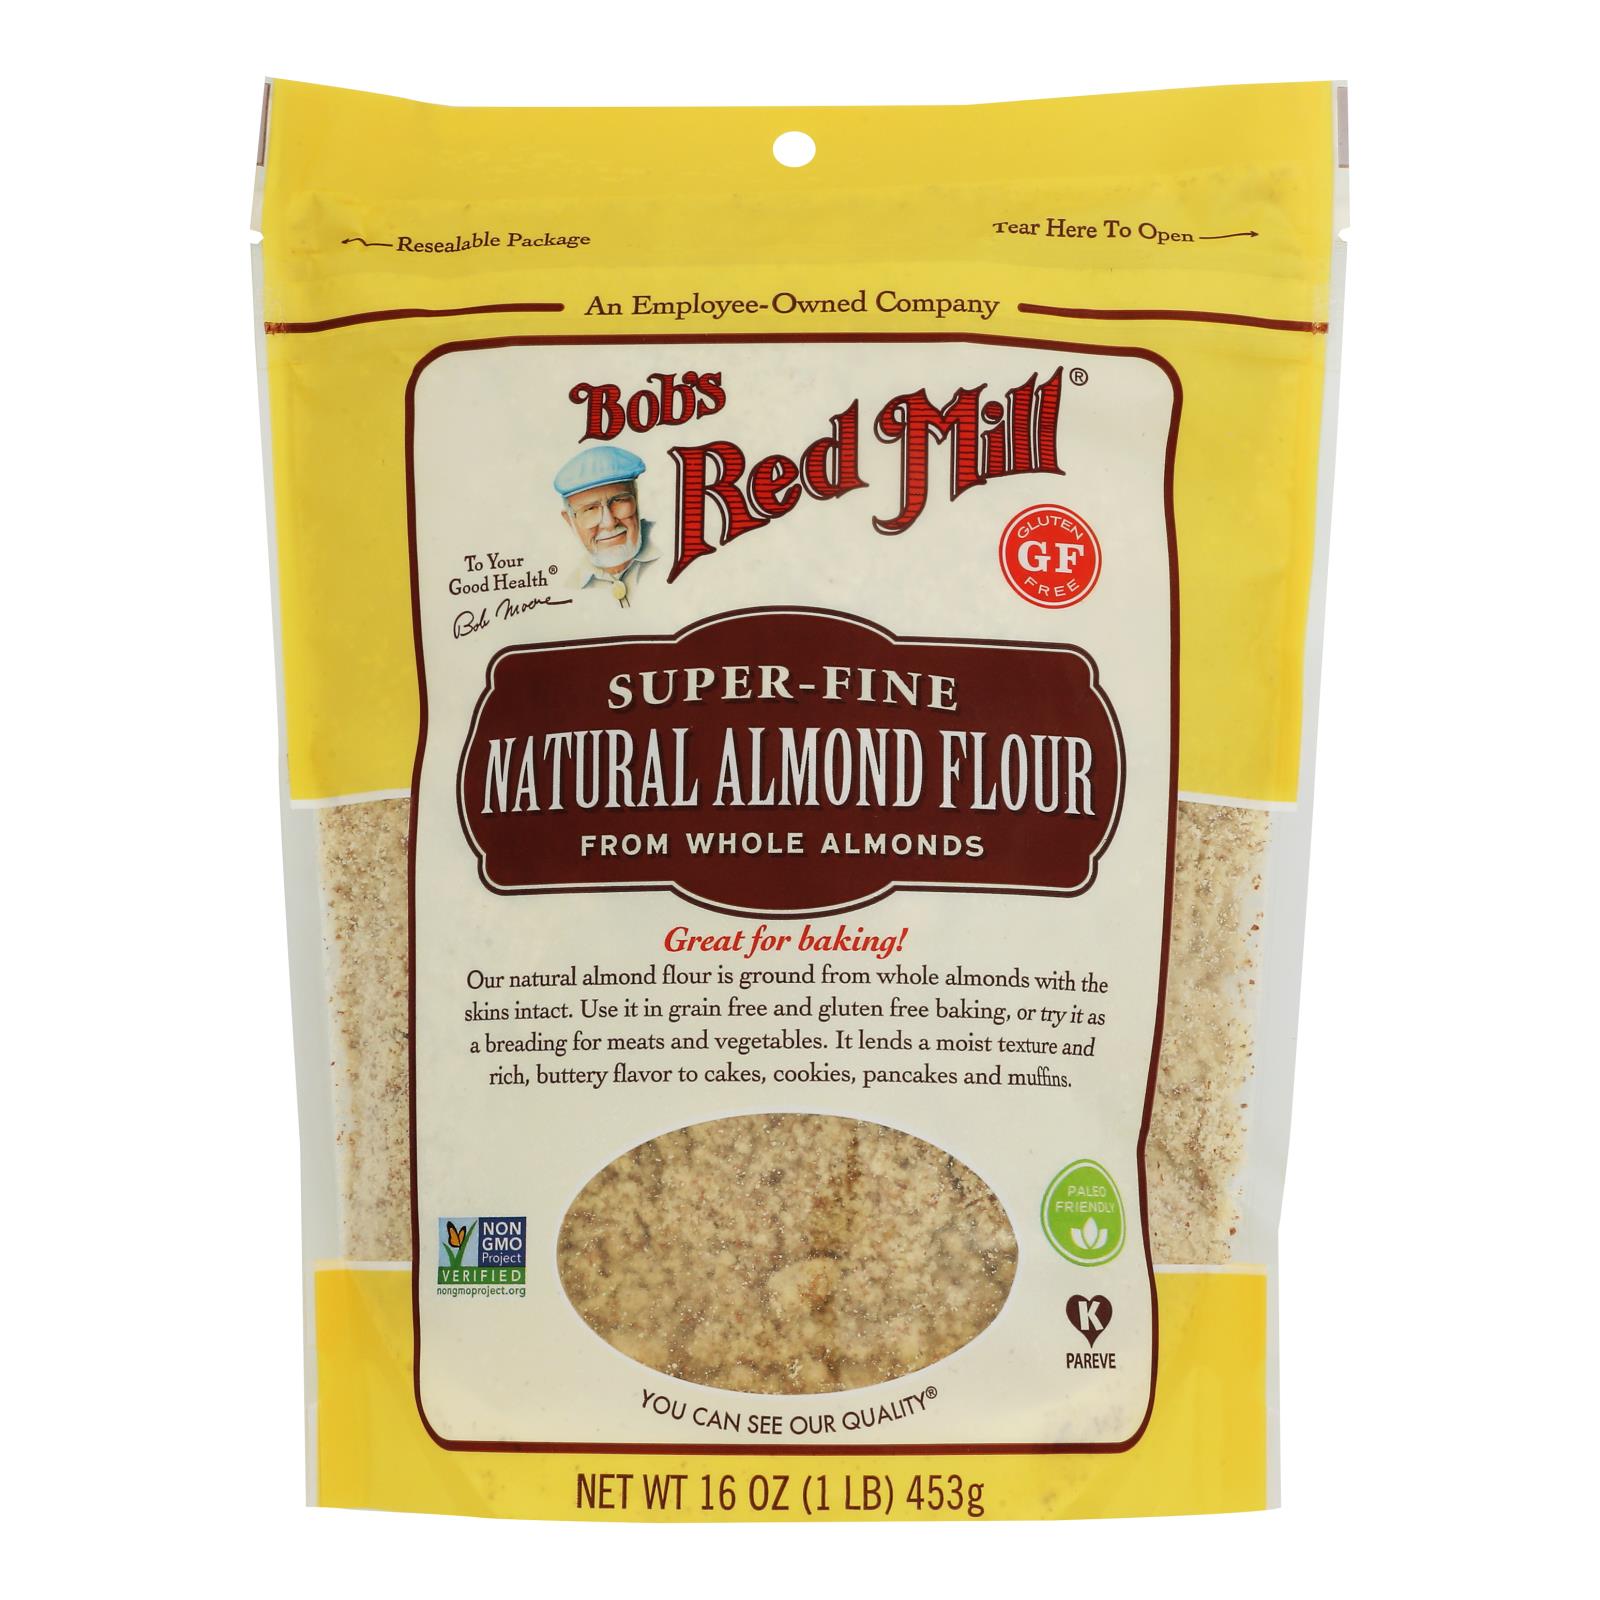 Resealable Package
Tear Here To Open
An Employee-Owned Company
Bob's
Red Mill®
To Your
Good Health®
Bob Moore
GLUTEN
GF
FREE
SUPER-FINE
NATURAL ALMOND FLOUR
FROM WHOLE ALMONDS
Great for baking!
Our natural almond flour is ground from whole almonds with the
skins intact. Use it in grain free and gluten free baking, or try it as
a breading for meats and vegetables. It lends a moist texture and
rich, buttery flavor to cakes, cookies, pancakes and muffins.
PALEO
FRIENDLY
NON
GMO
Project
VERIFIED
nongmoproject.org
K
PAREVE
YOU CAN SEE OUR QUALITY®
NET WT 16 OZ (1 LB) 453g